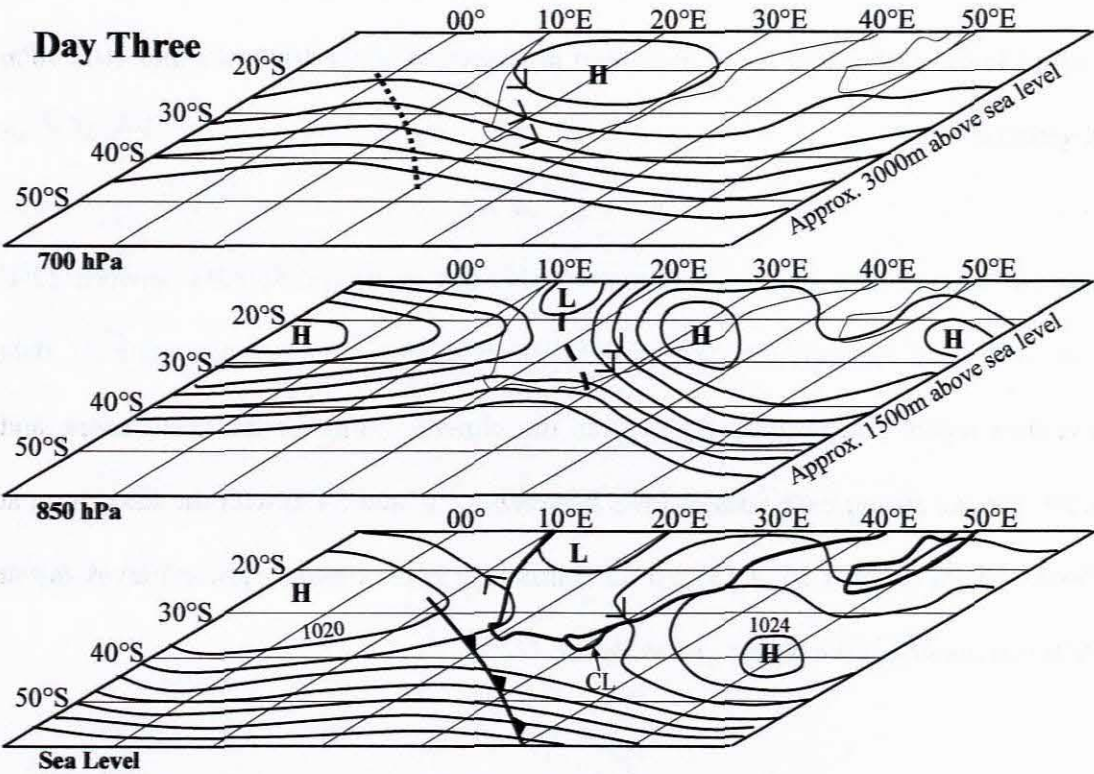 Day Three
00° 10°E 20°E 30°E 40°E 50°E
20°S
30°S
40°S
50°S
H
Approx. 3000m above sea level
700 hPa
00° 10°E 20°E 30°E 40°E 50°E
20°S
30°S
40°S
50°S
H L H H
Approx. 1500m above sea level
850 hPa
00° 10°E 20°E 30°E 40°E 50°E
20°S
30°S
40°S
50°S
L
H
1020
1024
H
CL
Sea Level